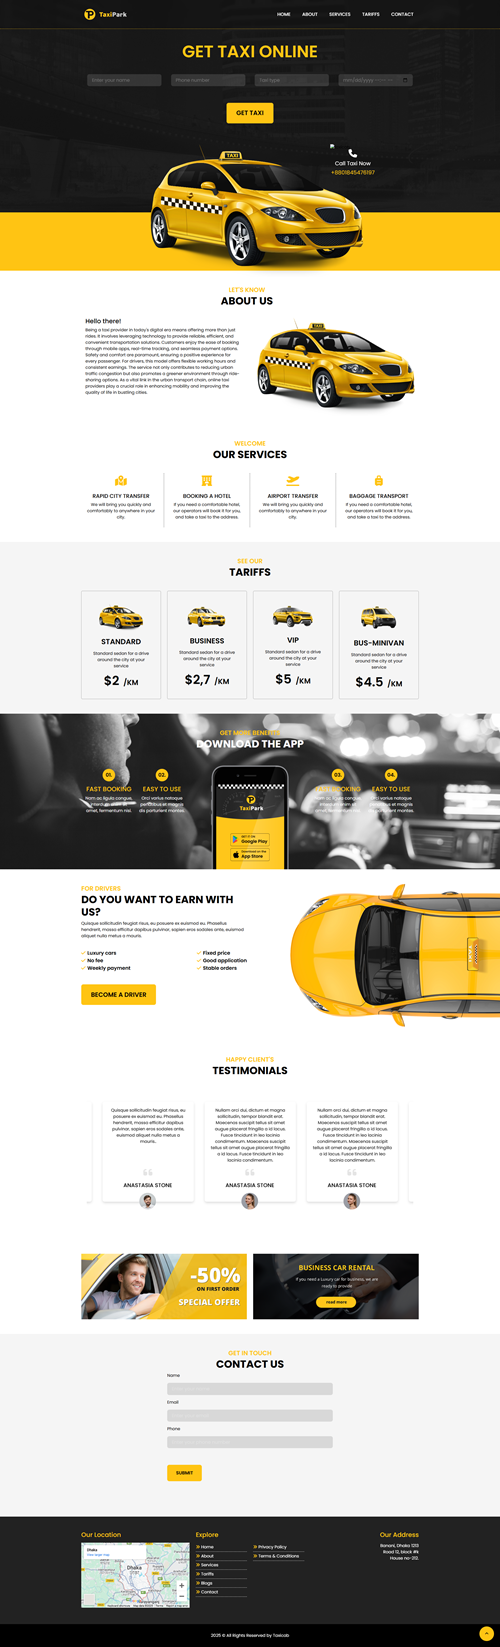 TaxiPark
HOME ABOUT SERVICES TARIFFS CONTACT
GET TAXI ONLINE
Enter your name Phone number Taxi type mm/dd/yyyy
GET TAXI
TAXI
Call Taxi Now
+8801845476197
LET'S KNOW
ABOUT US
Hello there!
Being a taxi provider in today's digital era means offering more than just
rides. It involves leveraging technology to provide reliable, efficient, and
convenient transportation solutions. Customers enjoy the ease of booking
through mobile apps, real-time tracking, and seamless payment options.
Safety and comfort are paramount, ensuring a positive experience for
every passenger. For drivers, this model offers flexible working hours and
consistent earnings. The service not only contributes to reducing urban
traffic congestion but also promotes a greener environment through ride-
sharing options. As a vital link in the urban transport chain, online taxi
providers play a crucial role in enhancing mobility and improving the
quality of life in bustling cities.
WELCOME
OUR SERVICES
RAPID CITY TRANSFER
We will bring you quickly and
comfortably to anywhere in your
city.
BOOKING A HOTEL
If you need a comfortable hotel,
our operators will book it for you,
and take a taxi to the address.
AIRPORT TRANSFER
We will bring you quickly and
comfortably to anywhere in your
city.
BAGGAGE TRANSPORT
If you need a comfortable hotel,
our operators will book it for you,
and take a taxi to the address.
SEE OUR
TARIFFS
STANDARD
Standard sedan for a drive
around the city at your
service
$2 /KM
BUSINESS
Standard sedan for a drive
around the city at your
service
$2,7 /KM
VIP
Standard sedan for a drive
around the city at your
service
$5 /KM
BUS-MINIVAN
Standard sedan for a drive
around the city at your
service
$4.5 /KM
GET MORE BENEFITS
DOWNLOAD THE APP
01.
FAST BOOKING
Nam ac ligula congue,
interdum enim sit
amet, fermentum nisi.
02.
EASY TO USE
Orci varius natoque
penatibus et magnis
dis parturient montes.
TaxiPark
GET IT ON
Google Play
Download on the
App Store
03.
BOOKING
ac ligula congue,
enim sit
amet, fermentum nisi.
04.
EASY TO USE
Orci varius natoque
penatibus et magnis
parturient montes.
FOR DRIVERS
DO YOU WANT TO EARN WITH
US?
Quisque sollicitudin feugiat risus, eu posuere ex euismod eu. Phasellus
hendrerit, massa efficitur dapibus pulvinar, sapien eros sodales ante, euismod
aliquet nulla metus a mauris.
Luxury cars
No fee
Weekly payment
Fixed price
Good application
Stable orders
BECOME A DRIVER
HAPPY CLIENT'S
TESTIMONIALS
Quisque sollicitudin feugiat risus, eu
posuere ex euismod eu. Phasellus
hendrerit, massa efficitur dapibus
pulvinar, sapien eros sodales ante,
euismod aliquet nulla metus a
mauris.
ANASTASIA STONE
Nullam orci dui, dictum et magna
sollicitudin, tempor blandit erat.
Maecenas suscipit tellus sit amet
augue placerat fringilla a id lacus.
Fusce tincidunt in leo lacinia
condimentum. Maecenas suscipit
tellus sit amet augue placerat fringilla
a id lacus. Fusce tincidunt in leo
lacinia condimentum.
ANASTASIA STONE
Nullam orci dui, dictum et magna
sollicitudin, tempor blandit erat.
Maecenas suscipit tellus sit amet
augue placerat fringilla a id lacus.
Fusce tincidunt in leo lacinia
condimentum. Maecenas suscipit
tellus sit amet augue placerat fringilla
a id lacus. Fusce tincidunt in leo
lacinia condimentum.
ANASTASIA STONE
-50%
ON FIRST ORDER
SPECIAL OFFER
BUSINESS CAR RENTAL
If you need a Luxury car for business, we are
ready to provide
read more
GET IN TOUCH
CONTACT US
Name
Email
Phone
SUBMIT
Our Location
Dhaka
View larger map
Explore
Home
About
Services
Tariffs
Blogs
Contact
Privacy Policy
Terms & Conditions
Our Address
Banani, Dhaka 1213
Road 12, block #k
House no-212.
2025 © All Rights Reserved by Taxicab